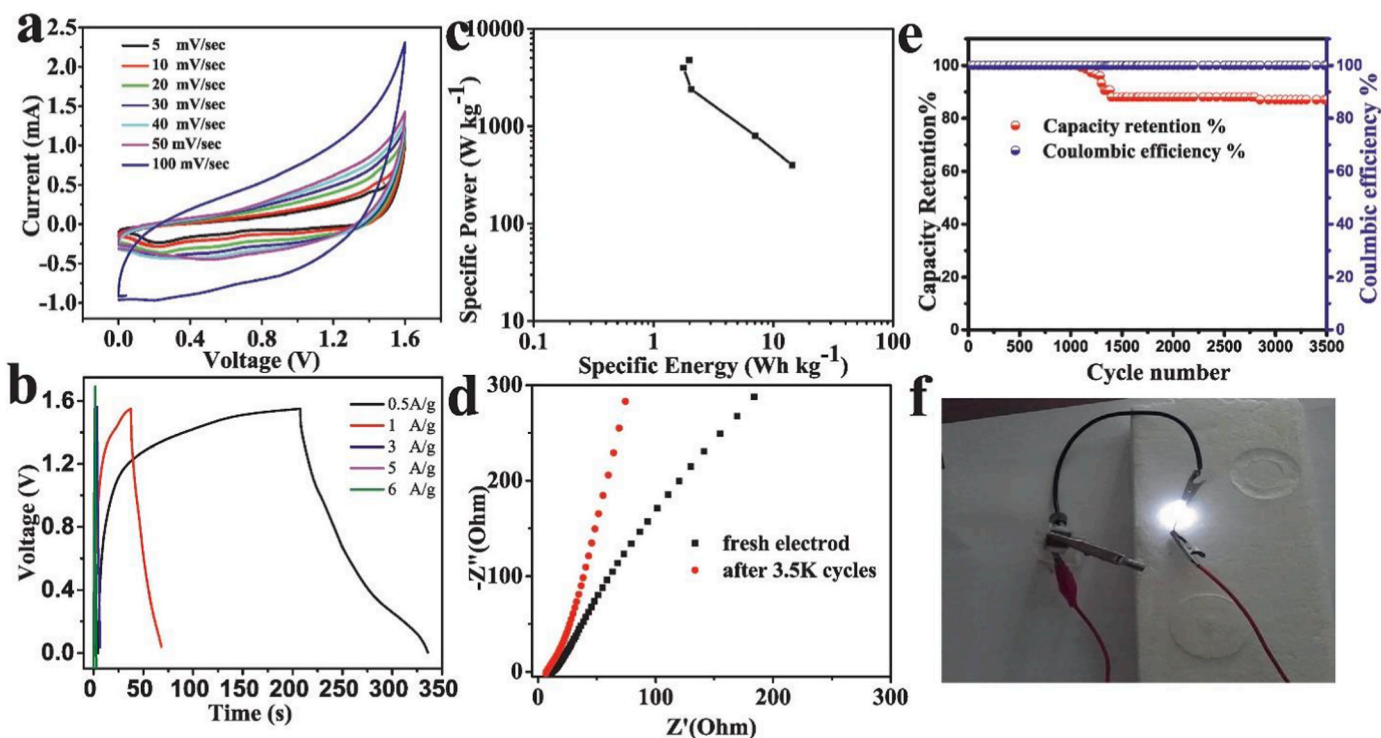 a
2.5
2.0
1.5
1.0
0.5
0.0
-0.5
-1.0
Current (mA)
5 mV/sec
10 mV/sec
20 mV/sec
30 mV/sec
40 mV/sec
50 mV/sec
100 mV/sec
0.0 0.4 0.8 1.2 1.6
Voltage (V)
c
10000
1000
100
10
Specific Power (W kg⁻¹)
0.1 1 10 100
Specific Energy (Wh kg⁻¹)
e
100
80
60
40
20
0
Capacity Retention%
Capacity retention %
Coulombic efficiency %
100
80
60
40
20
0
Coulmbic efficiency %
0 500 1000 1500 2000 2500 3000 3500
Cycle number
b
1.6
1.2
0.8
0.4
0.0
Voltage (V)
0.5A/g
1 A/g
3 A/g
5 A/g
6 A/g
0 50 100 150 200 250 300 350
Time (s)
d
300
200
100
0
-Z"(Ohm)
fresh electrod
after 3.5K cycles
0 100 200 300
Z'(Ohm)
f